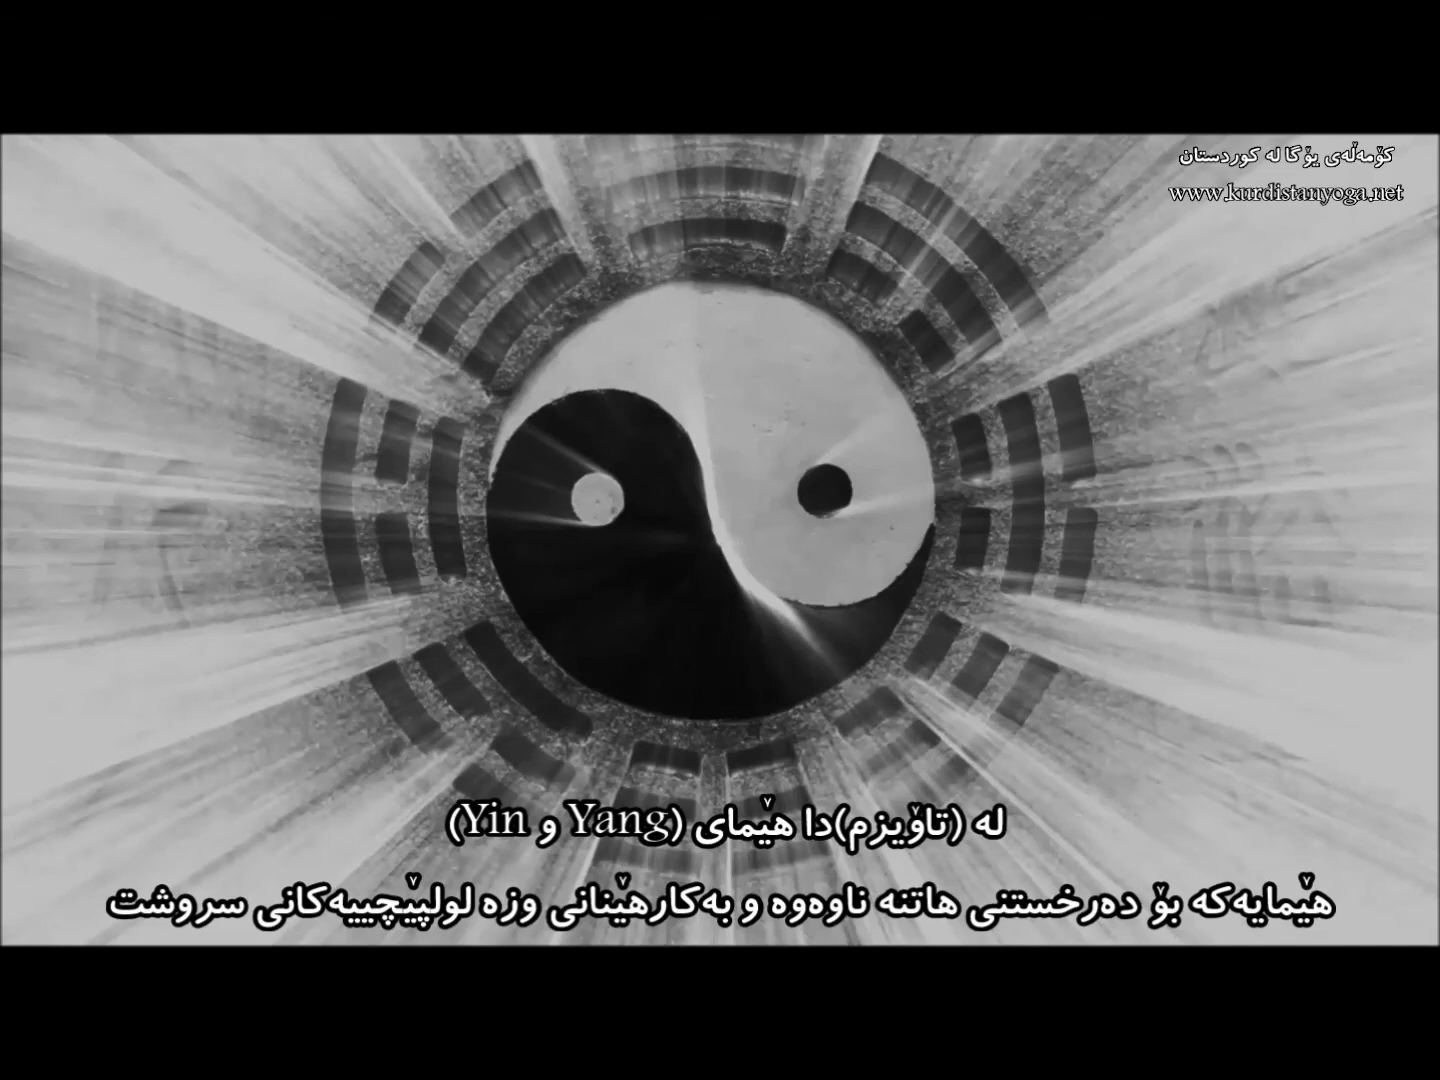 کۆمەڵەی یۆگا لە کوردستان
www.kurdistanyoga.net
لە (تاۆیزم)دا هێمای (Yang و Yin)
هێمایەکە بۆ دەرخستنی هاتنە ناوەوە و بەکارهێنانی وزە لولپێچییەکانی سروشت